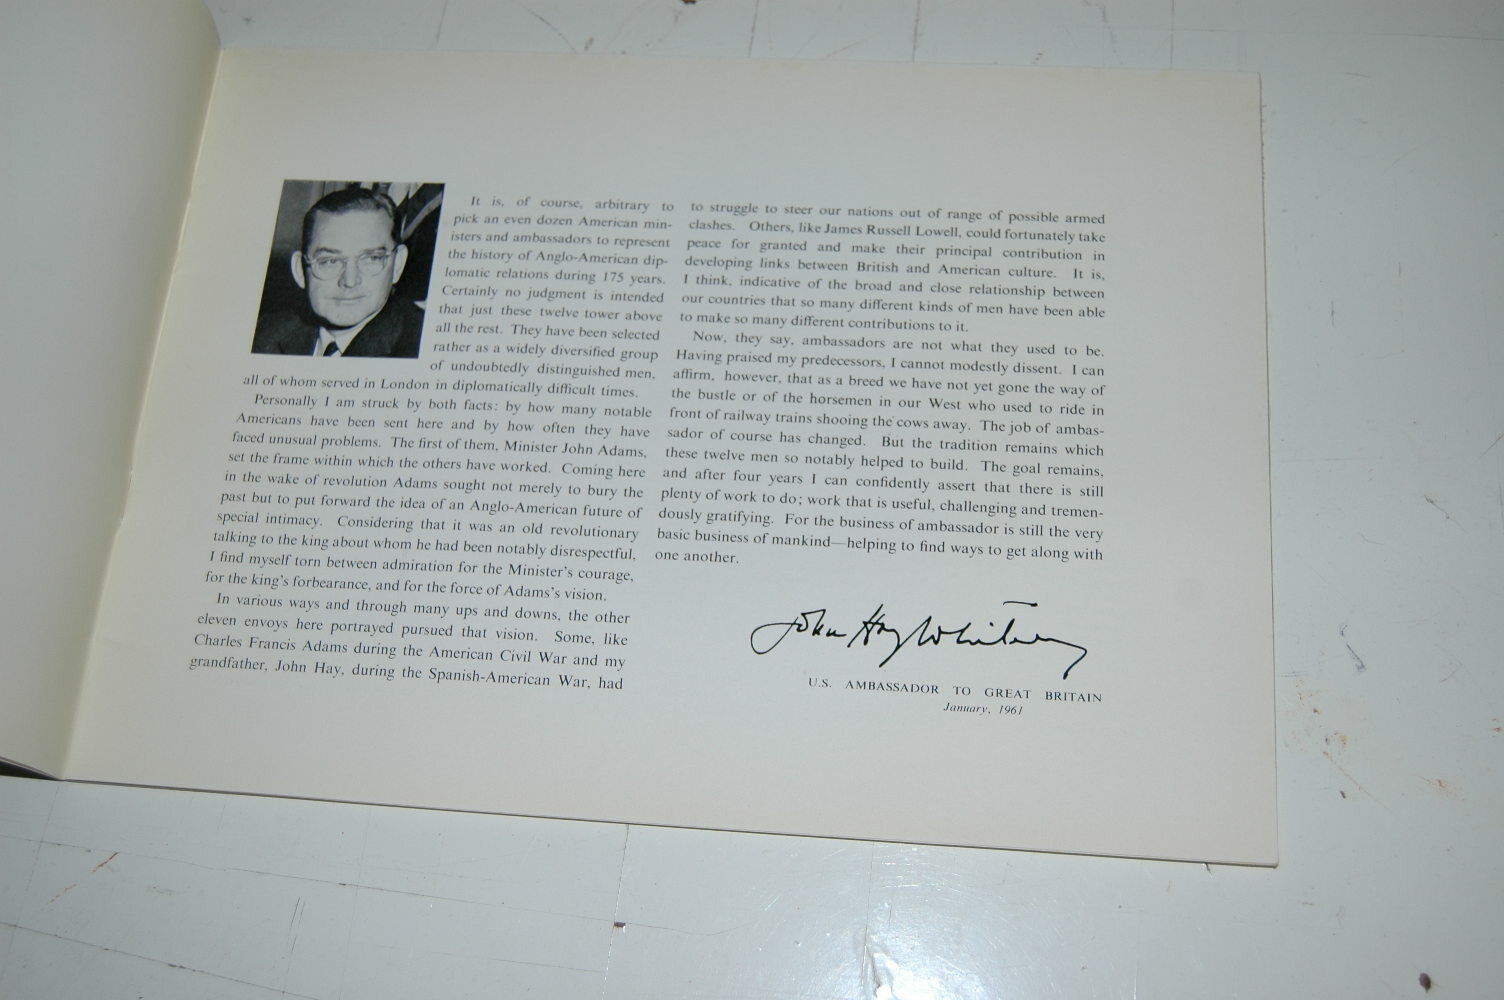 It is, of course, arbitrary to
pick an even dozen American min-
isters and ambassadors to represent
the history of Anglo-American dip-
lomatic relations during 175 years.
Certainly no judgment is intended
that just these twelve tower above
all the rest. They have been selected
rather as a widely diversified group
of undoubtedly distinguished men,
all of whom served in London in diplomatically difficult times.
Personally I am struck by both facts: by how many notable
Americans have been sent here and by how often they have
faced unusual problems. The first of them, Minister John Adams,
set the frame within which the others have worked. Coming here
in the wake of revolution Adams sought not merely to bury the
past but to put forward the idea of an Anglo-American future of
special intimacy. Considering that it was an old revolutionary
talking to the king about whom he had been notably disrespectful,
I find myself torn between admiration for the Minister's courage,
for the king's forbearance, and for the force of Adams's vision.
In various ways and through many ups and downs, the other
eleven envoys here portrayed pursued that vision. Some, like
Charles Francis Adams during the American Civil War and my
grandfather, John Hay, during the Spanish-American War, had
to struggle to steer our nations out of range of possible armed
clashes. Others, like James Russell Lowell, could fortunately take
peace for granted and make their principal contribution in
developing links between British and American culture. It is,
I think, indicative of the broad and close relationship between
our countries that so many different kinds of men have been able
to make so many different contributions to it.
Now, they say, ambassadors are not what they used to be.
Having praised my predecessors, I cannot modestly dissent. I can
affirm, however, that as a breed we have not yet gone the way of
the bustle or of the horsemen in our West who used to ride in
front of railway trains shooing the cows away. The job of ambas-
sador of course has changed. But the tradition remains which
these twelve men so notably helped to build. The goal remains,
and after four years I can confidently assert that there is still
plenty of work to do; work that is useful, challenging and tremen-
dously gratifying. For the business of ambassador is still the very
basic business of mankind—helping to find ways to get along with
one another.
John Hay Whitney
U.S. AMBASSADOR TO GREAT BRITAIN
January, 1961